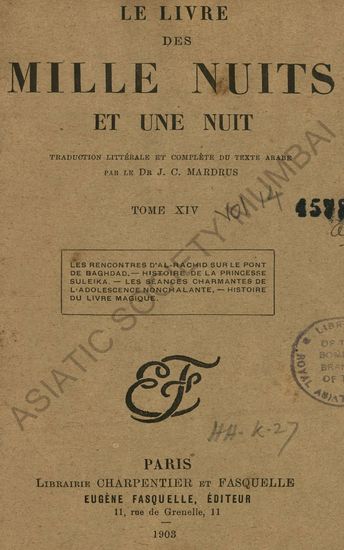 LE LIVRE
DES
MILLE NUITS
ET UNE NUIT
TRADUCTION LITTÉRALE ET COMPLÈTE DU TEXTE ARABE
PAR LE DR J. C. MARDRUS
TOME XIV
Vol 14
LES RENCONTRES D'AL-RACHID SUR LE PONT
DE BAGHDAD. — HISTOIRE DE LA PRINCESSE
SULEIKA. — LES SÉANCES CHARMANTES DE
L'ADOLESCENCE NONCHALANTE. — HISTOIRE
DU LIVRE MAGIQUE.
ASIATIC SOCIETY MUMBAI
EF
HH-K-27
PARIS
LIBRAIRIE CHARPENTIER ET FASQUELLE
EUGÈNE FASQUELLE, ÉDITEUR
11, RUE DE GRENELLE, 11
1903